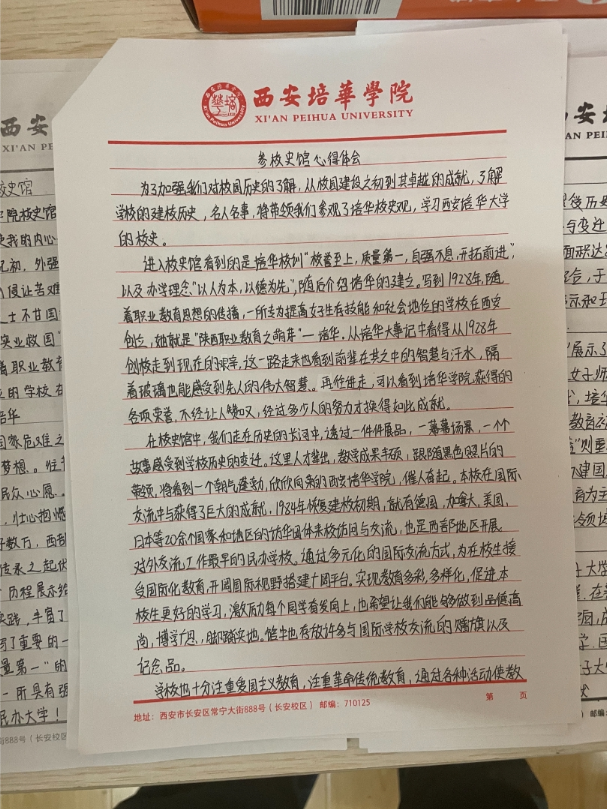 西安培華學院
XI'AN PEIHUA UNIVERSITY
参校史馆心得体会
为了加强我们对校园历史的了解，从校园建设之初到其卓越的成就，了解
学校的建校历史，名人名事，特带领我们参观了培华校史观，学习西安培华大学
的校史。
进入校史馆看到的是培华校训"校誉至上，质量第一，自强不息，开拓前进"，
以及办学理念"以人为本，以德为先。"，随后介绍培华的建立。写到1928年，随
着职业教育思想的传播，一所专为提高妇女生存技能和社会地位的学校在西安
创立，她就是"陕西职业教育之萌芽"—培华。从培华大事记中看得从1928年
创校走到现在的办学，这一路走来也看到前辈在其之中的智慧与汗水，隔
着玻璃也能感受到先人的伟大智慧。再行进走，可以看到培华学院获得的
各项荣誉，不经让人赞叹，经过多少人的努力才换得如此成就。
在校史馆中，我们走在历史的长河中，透过一件件展品，一幕幕场景，一个
故事感受到学校历史的变迁。这里人才辈出，教学成果丰硕，跟随黑色照片的
带领，将看到一个朝气蓬勃，欣欣向荣的西安培华学院，催人奋起。本校在国际
交流中与获得了巨大的成就，1984年恢复建校初期，就有德国，加拿大，美国，
日本等20余个国家和地区的访华团体来校访问与交流，也是西部地区开展
对外交流工作最早的民办学校。通过多元化的国际交流方式，为在校生接
受国际化教育，开阔国际视野搭建广阔平台。实现教育多彩，多样化，促进本
校生更好的学习，激励每个同学奋发向上，也希望让我们能够做到品德高
尚，博学广思，脚踏实地。馆中也存放许多与国际学校交流的锦旗以及
纪念品。
学校也十分注重爱国主义教育，注重革命传统教育，通过各种活动使教
第 页
地址：西安市长安区常宁大街888号（长安校区） 邮编：710125